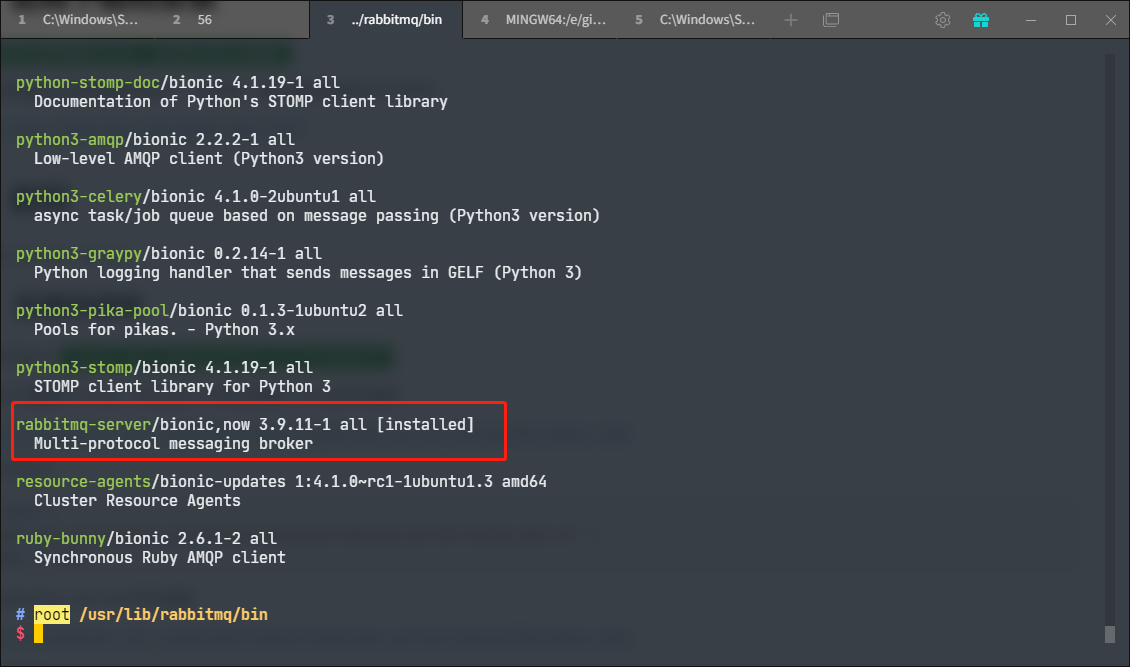 1 C:\Windows\S...
2 56
3 ../rabbitmq/bin
4 MINGW64:/e/gi...
5 C:\Windows\S...
python-stomp-doc/bionic 4.1.19-1 all
Documentation of Python's STOMP client library
python3-amqp/bionic 2.2.2-1 all
Low-level AMQP client (Python3 version)
python3-celery/bionic 4.1.0-2ubuntu1 all
async task/job queue based on message passing (Python3 version)
python3-graypy/bionic 0.2.14-1 all
Python logging handler that sends messages in GELF (Python 3)
python3-pika-pool/bionic 0.1.3-1ubuntu2 all
Pools for pikas. - Python 3.x
python3-stomp/bionic 4.1.19-1 all
STOMP client library for Python 3
rabbitmq-server/bionic,now 3.9.11-1 all [installed]
Multi-protocol messaging broker
resource-agents/bionic-updates 1:4.1.0~rc1-1ubuntu1.3 amd64
Cluster Resource Agents
ruby-bunny/bionic 2.6.1-2 all
Synchronous Ruby AMQP client
# root /usr/lib/rabbitmq/bin
$